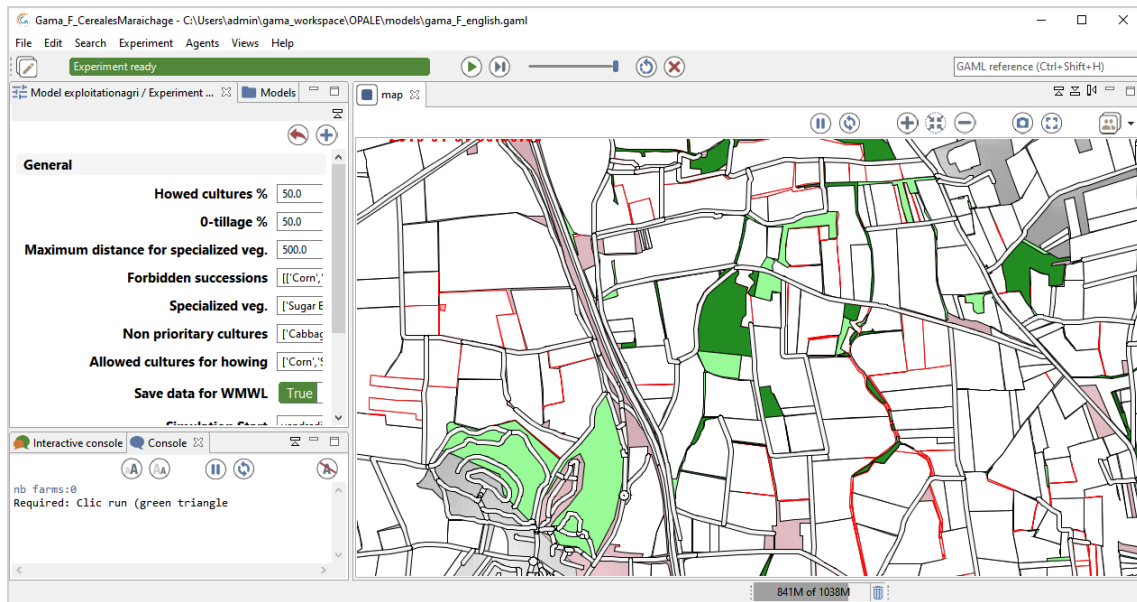 Gama_F_CerealesMaraichage - C:\Users\admin\gama_workspace\OPALE\models\gama_F_english.gaml
File Edit Search Experiment Agents Views Help
Experiment ready
GAML reference (Ctrl+Shift+H)
Model exploitationagri / Experiment ...
Models
map
General
Howed cultures % 50.0
0-tillage % 50.0
Maximum distance for specialized veg. 500.0
Forbidden successions [['Corn','
Specialized veg. ['Sugar B
Non prioritary cultures ['Cabbag
Allowed cultures for howing ['Corn','S
Save data for WMWL True
Interactive console
Console
nb farms:0
Required: Clic run (green triangle
841M of 1038M